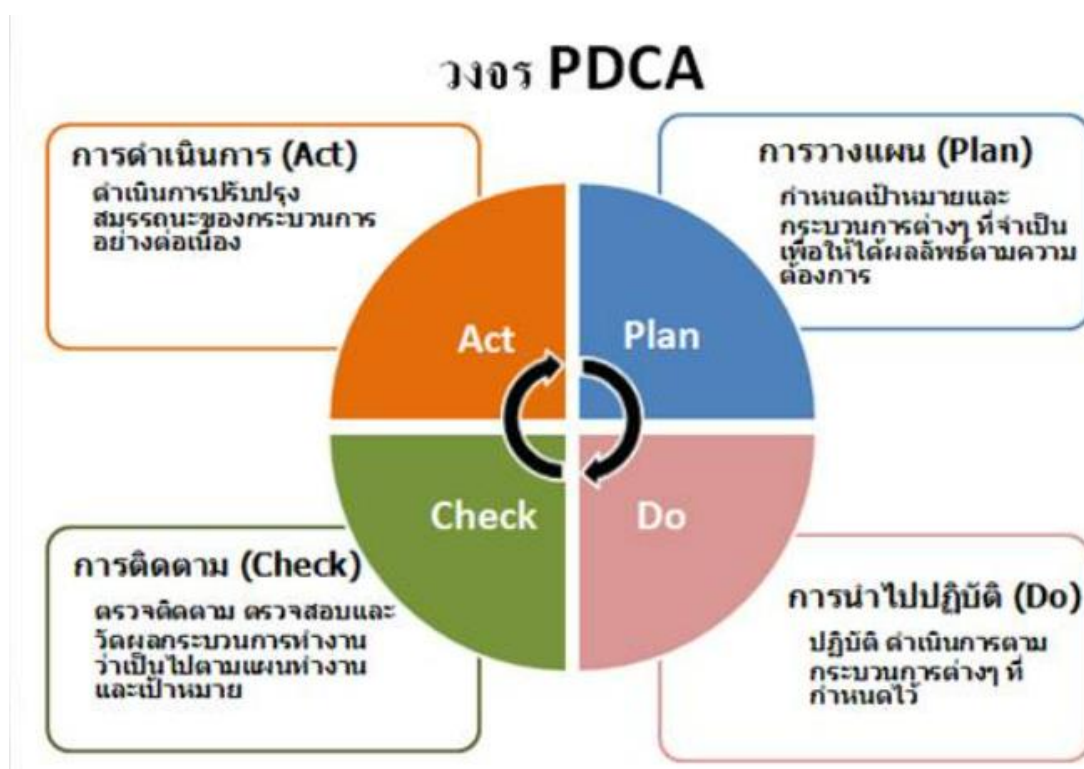 วงจร PDCA
การดำเนินการ (Act)
ดำเนินการปรับปรุง
สมรรถนะของกระบวนการ
อย่างต่อเนื่อง
การวางแผน (Plan)
กำหนดเป้าหมายและ
กระบวนการต่างๆ ที่จำเป็น
เพื่อให้ได้ผลลัพธ์ตามความ
ต้องการ
Act
Plan
Check
Do
การติดตาม (Check)
ตรวจติดตาม ตรวจสอบและ
วัดผลกระบวนการทำงาน
ว่าเป็นไปตามแผนทำงาน
และเป้าหมาย
การนำไปปฏิบัติ (Do)
ปฏิบัติ ดำเนินการตาม
กระบวนการต่างๆ ที่
กำหนดไว้